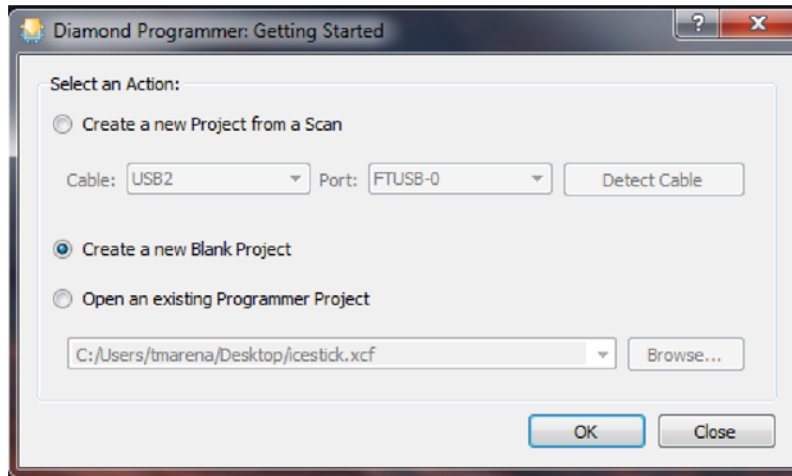 Diamond Programmer: Getting Started
Select an Action:
Create a new Project from a Scan
Cable: USB2 Port: FTUSB-0 Detect Cable
Create a new Blank Project
Open an existing Programmer Project
C:/Users/tmarena/Desktop/icestick.xcf Browse...
OK Close